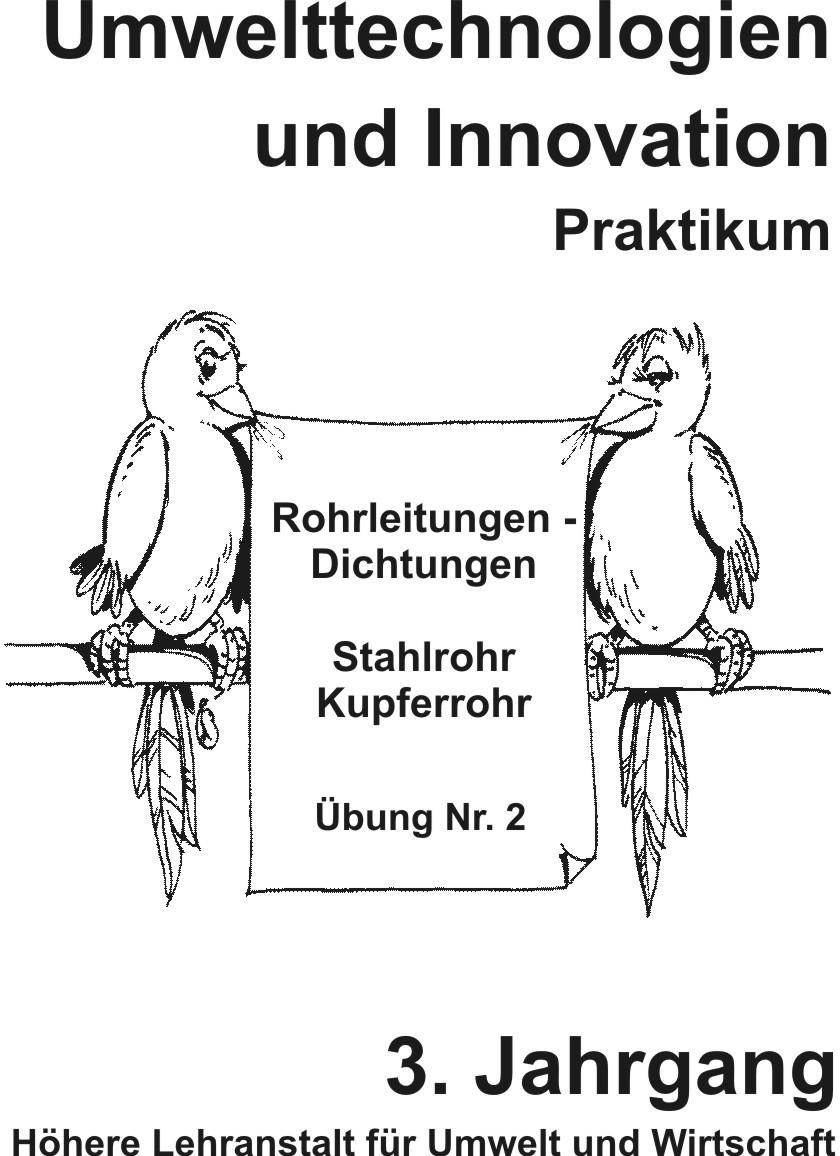 Umwelttechnologien
und Innovation
Praktikum
Rohrleitungen -
Dichtungen
Stahlrohr
Kupferrohr
Übung Nr. 2
3. Jahrgang
Höhere Lehranstalt für Umwelt und Wirtschaft